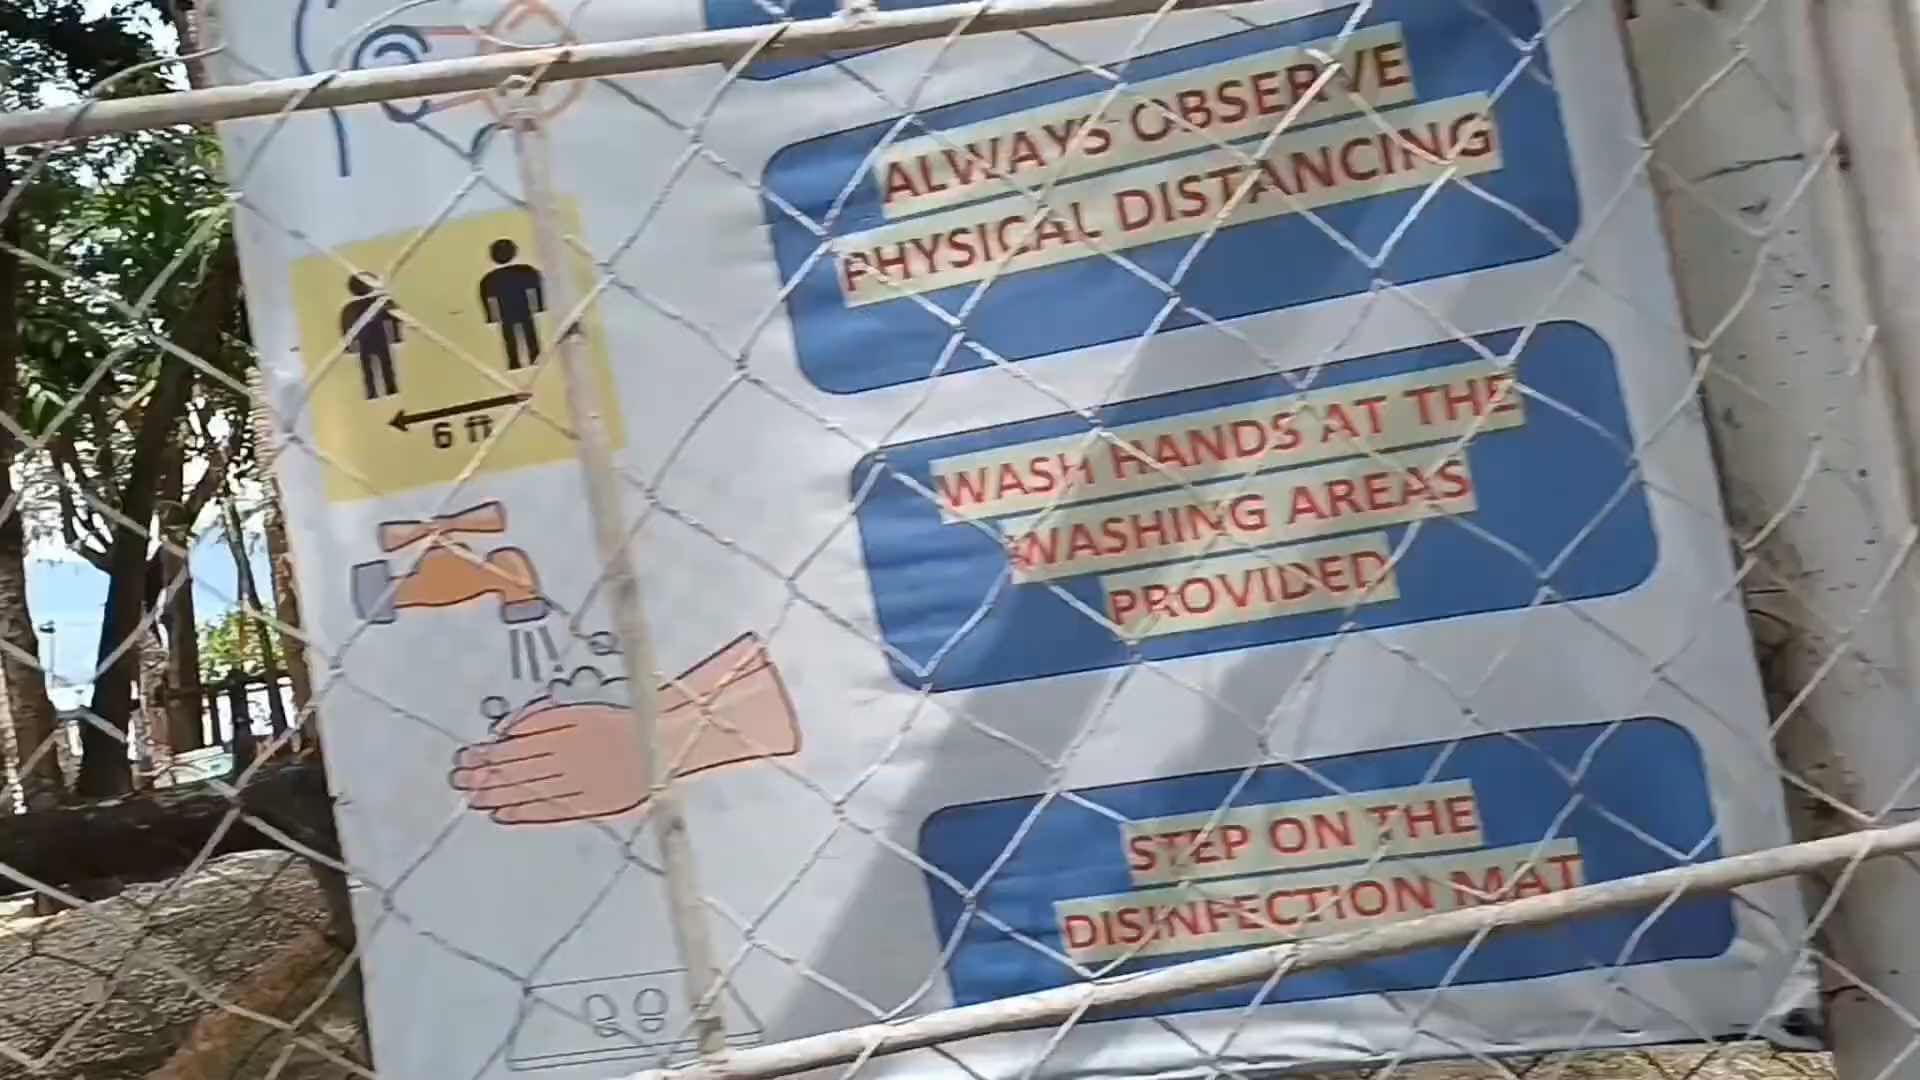 ALWAYS OBSERVE
PHYSICAL DISTANCING
6 ft
WASH HANDS AT THE
WASHING AREAS
PROVIDED
STEP ON THE
DISINFECTION MAT